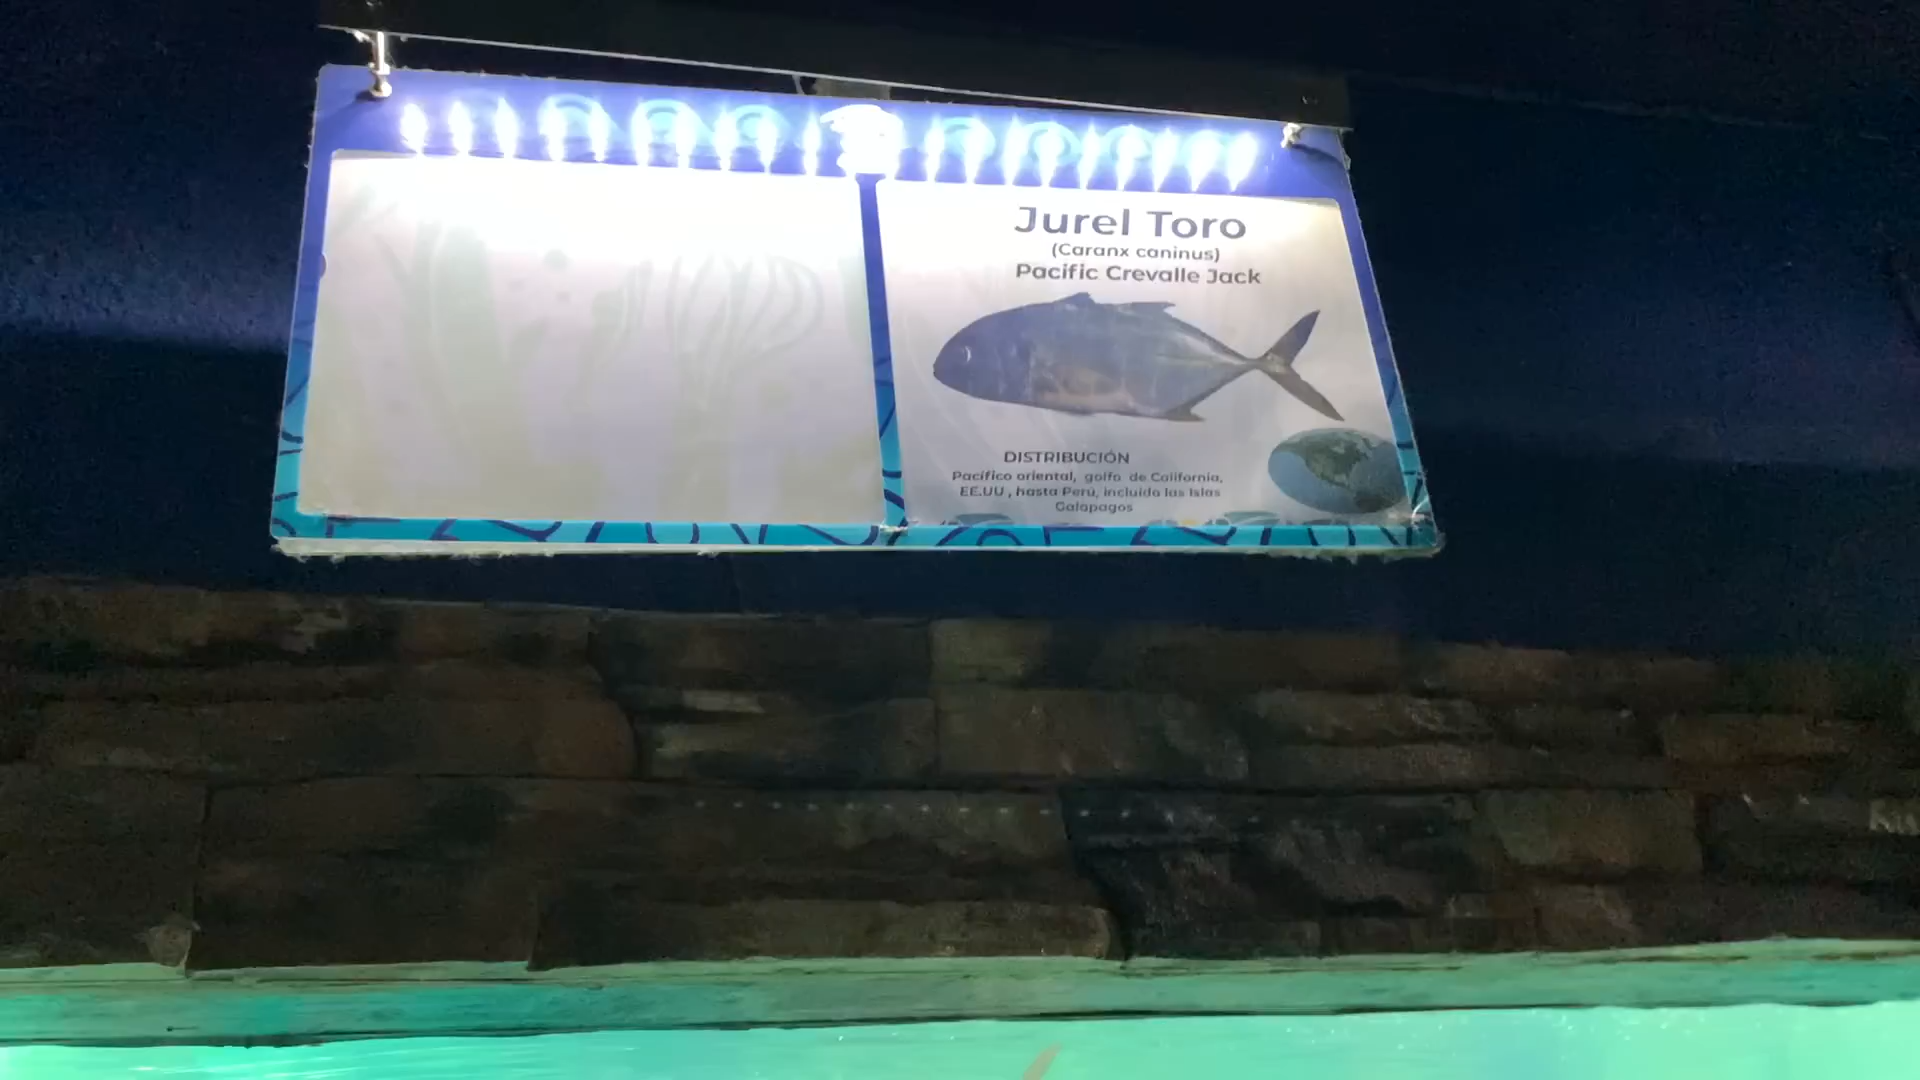 Jurel Toro
(Caranx caninus)
Pacific Crevalle Jack
DISTRIBUCIÓN
Pacífico oriental, golfo de California,
EE.UU , hasta Perú, incluido las Islas
Galapagos